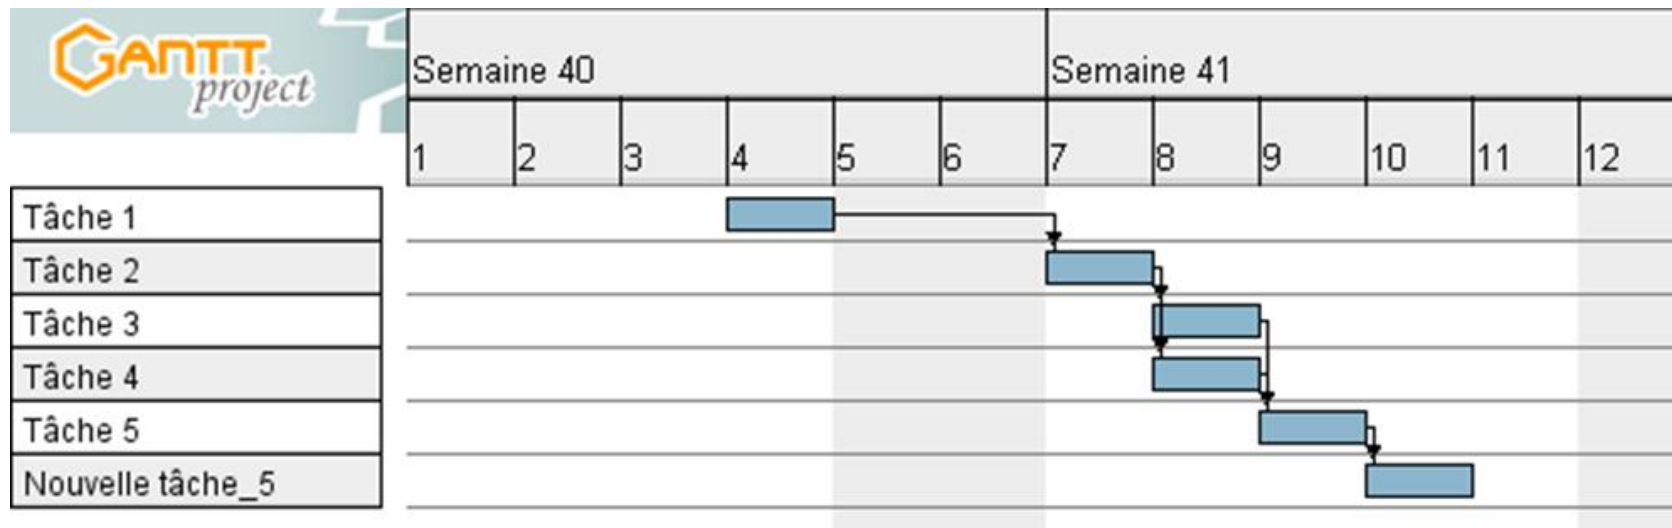 GANTT
project
Semaine 40
Semaine 41
1 2 3 4 5 6 7 8 9 10 11 12
Tâche 1
Tâche 2
Tâche 3
Tâche 4
Tâche 5
Nouvelle tâche_5